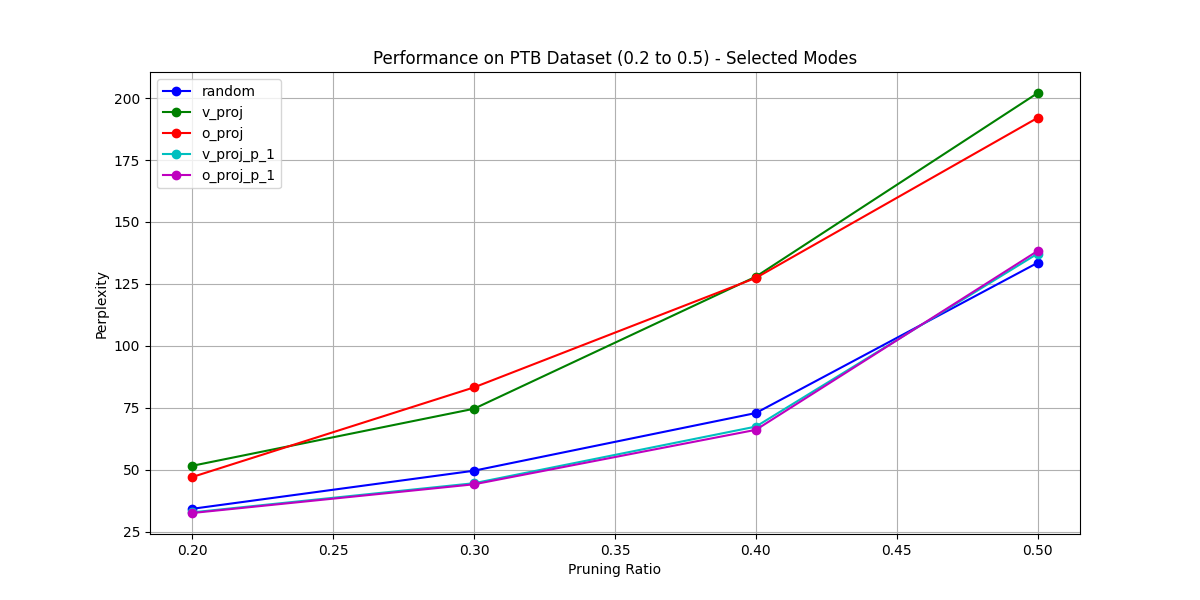 Performance on PTB Dataset (0.2 to 0.5) - Selected Modes
random
v_proj
o_proj
v_proj_p_1
o_proj_p_1
Perplexity
200
175
150
125
100
75
50
25
0.20 0.25 0.30 0.35 0.40 0.45 0.50
Pruning Ratio